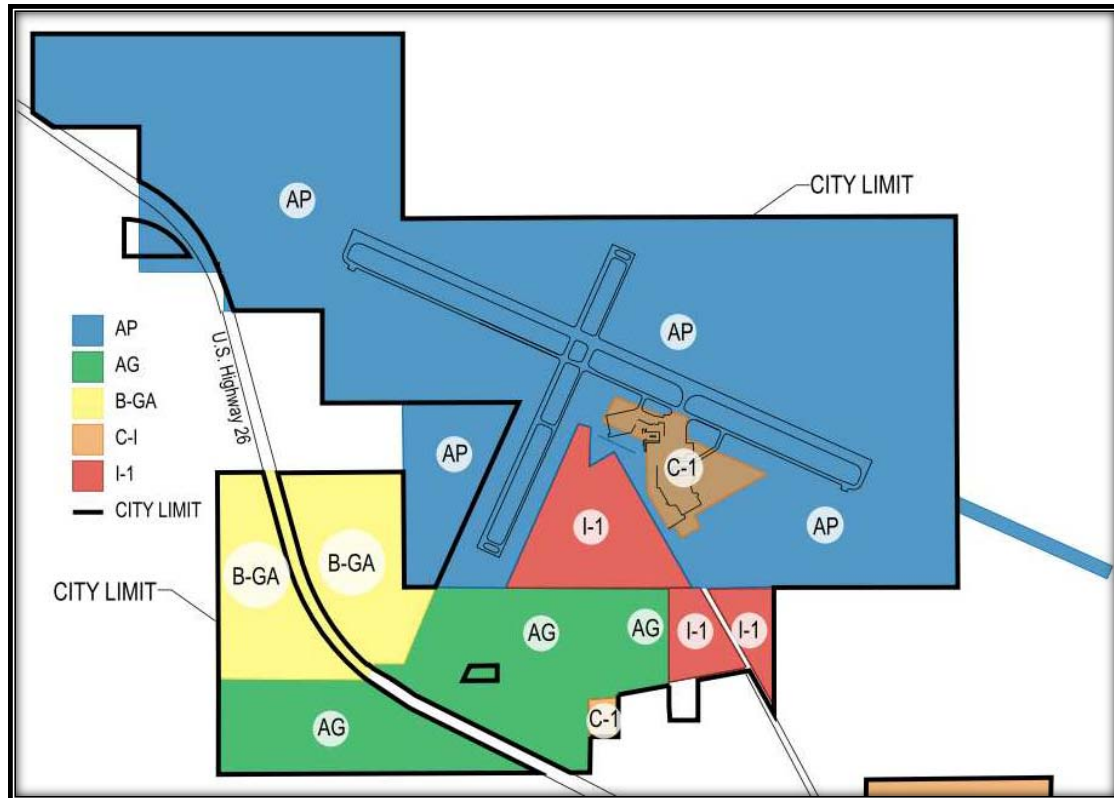 CITY LIMIT
AP
AP
AP
AG
B-GA
C-I
I-1
CITY LIMIT
U.S. Highway 26
AP
C-1
I-1
AP
B-GA
B-GA
CITY LIMIT
AG
AG
I-1
I-1
C-1
AG